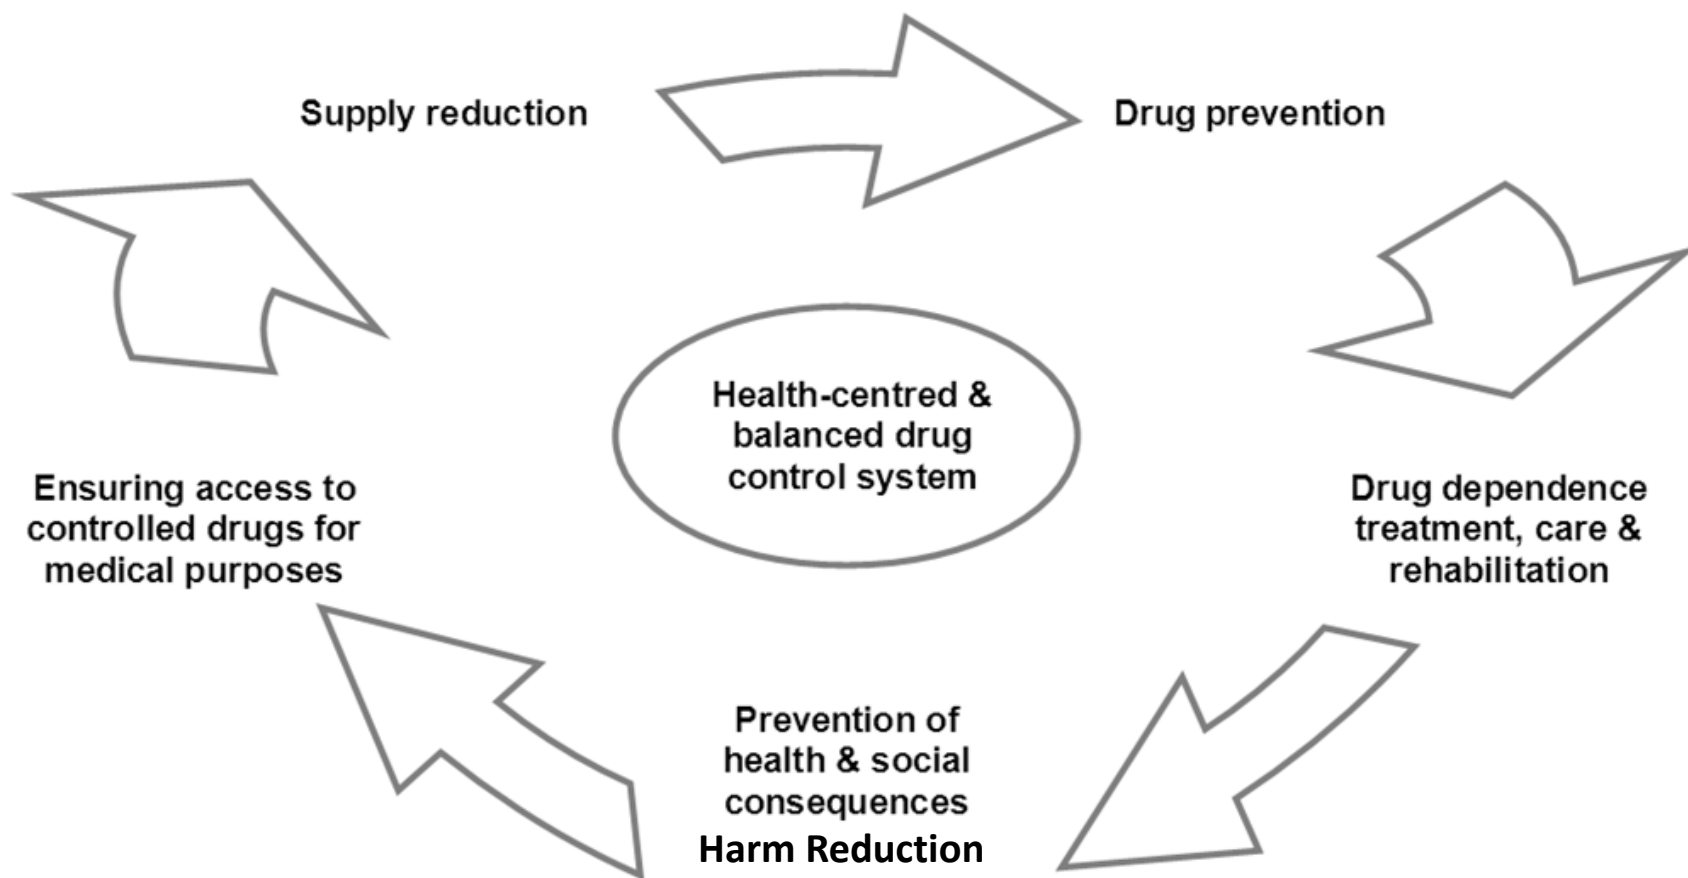 Supply reduction
Drug prevention
Health-centred &
balanced drug
control system
Ensuring access to
controlled drugs for
medical purposes
Drug dependence
treatment, care &
rehabilitation
Prevention of
health & social
consequences
Harm Reduction